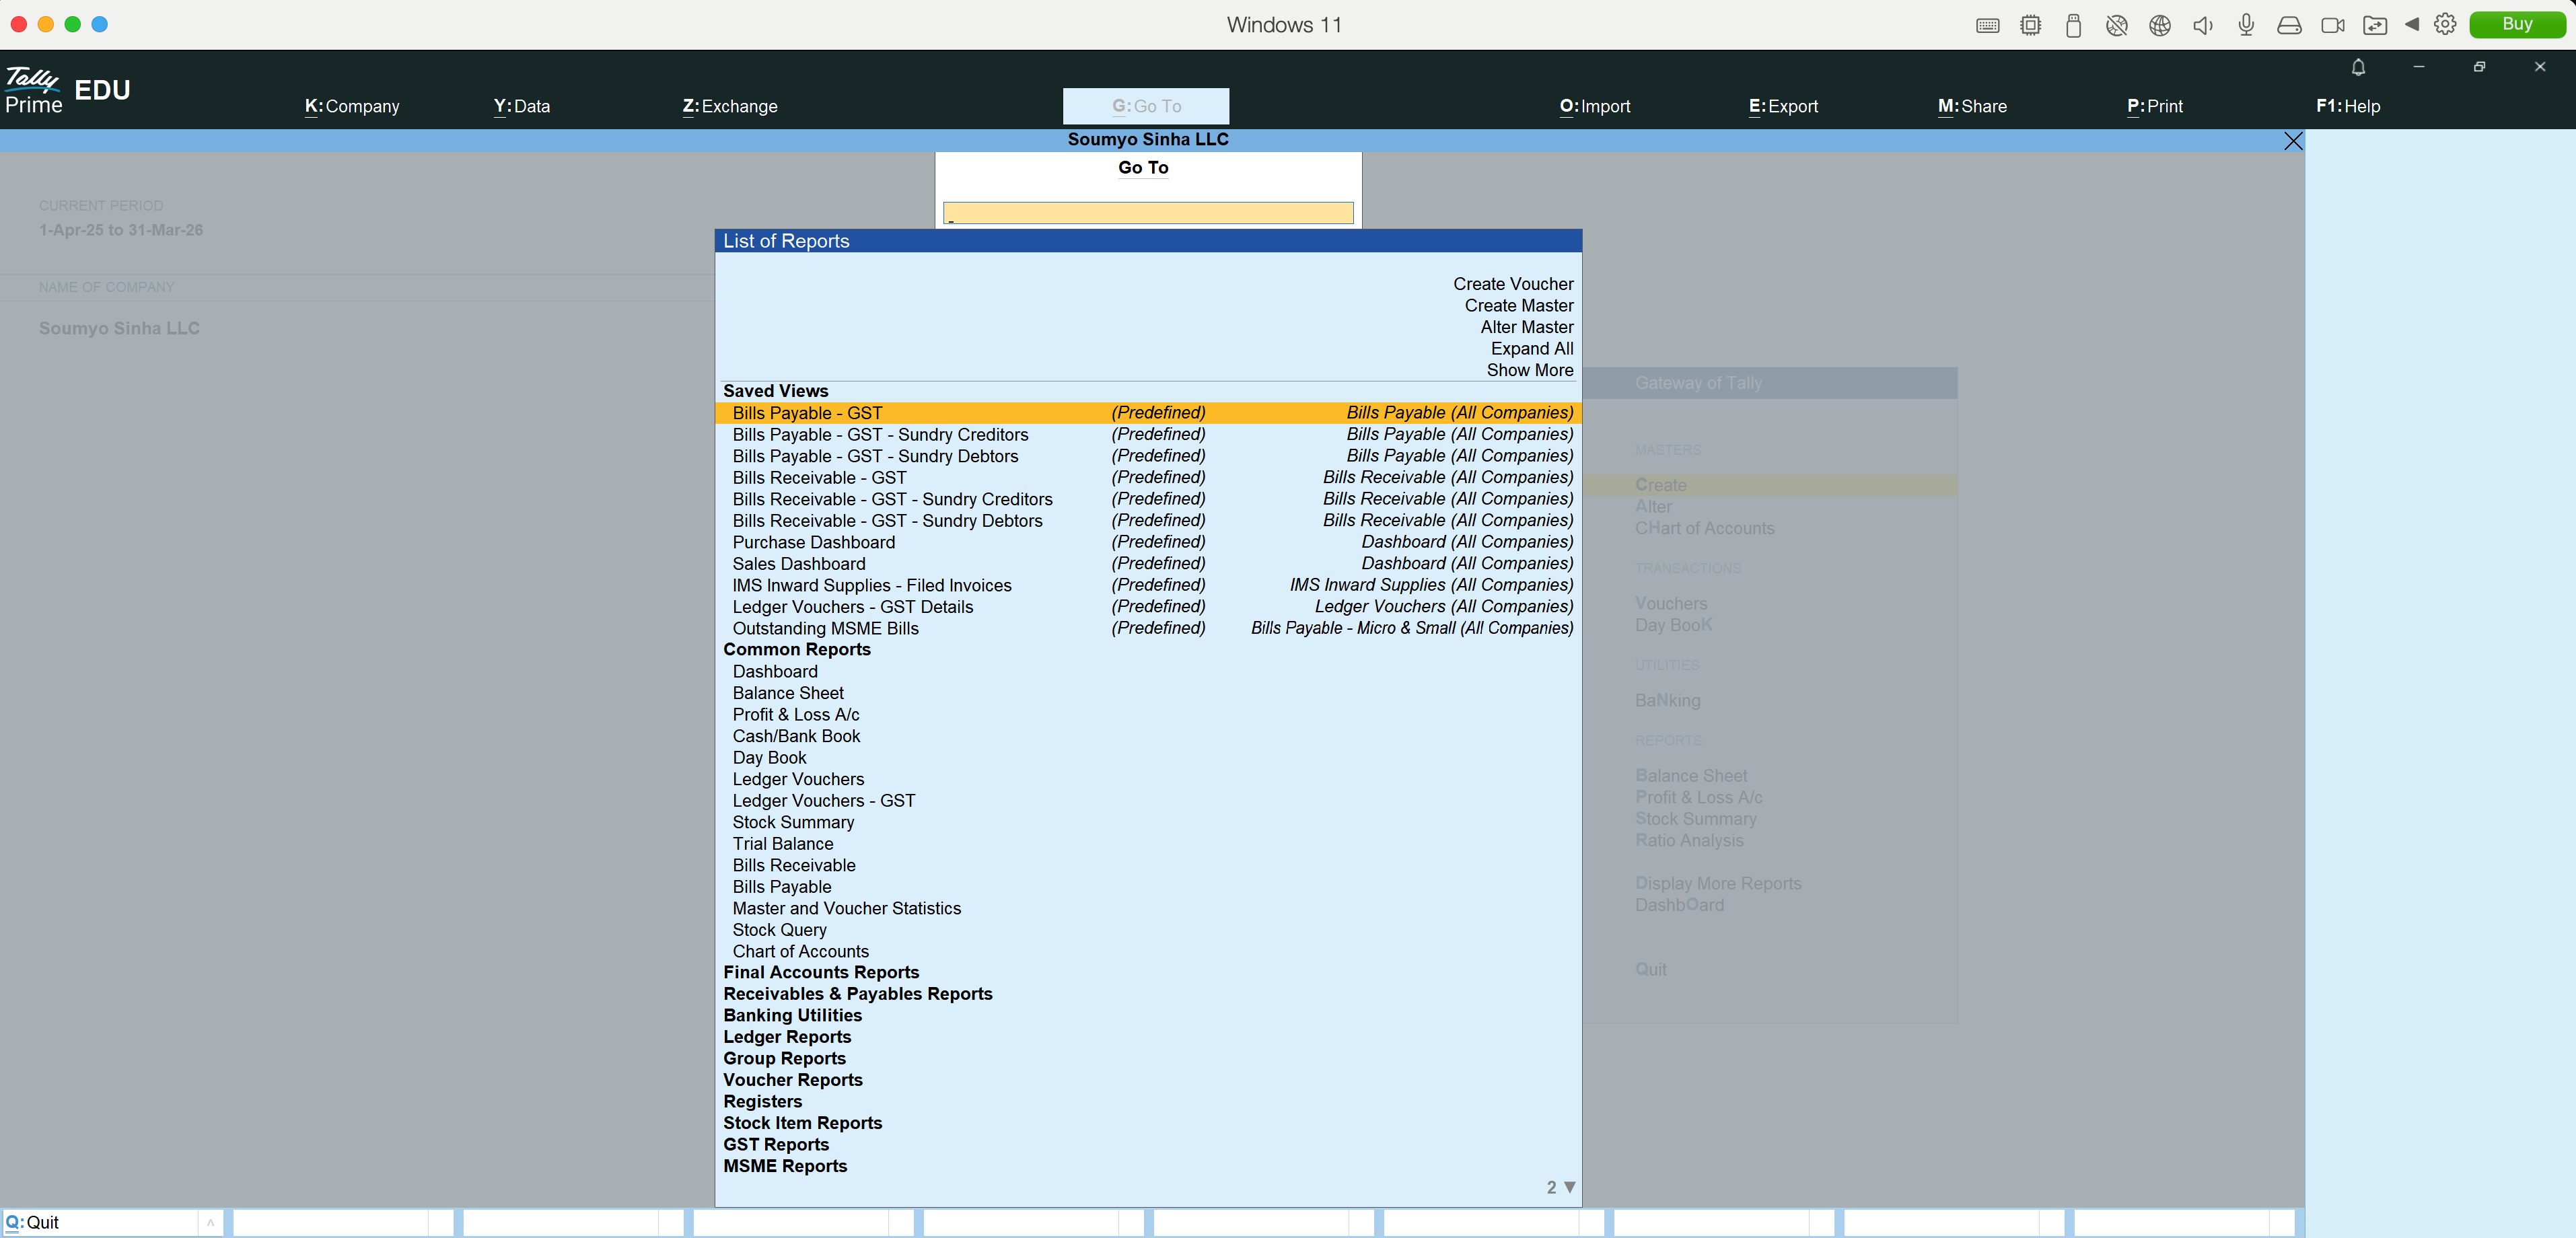 Windows 11
Buy
Tally Prime EDU
K:Company
Y:Data
Z:Exchange
G:Go To
O:Import
E:Export
M:Share
P:Print
F1:Help
Soumyo Sinha LLC
CURRENT PERIOD
1-Apr-25 to 31-Mar-26
NAME OF COMPANY
Soumyo Sinha LLC
Go To
List of Reports
Create Voucher
Create Master
Alter Master
Expand All
Show More
Saved Views
Bills Payable - GST (Predefined) Bills Payable (All Companies)
Bills Payable - GST - Sundry Creditors (Predefined) Bills Payable (All Companies)
Bills Payable - GST - Sundry Debtors (Predefined) Bills Payable (All Companies)
Bills Receivable - GST (Predefined) Bills Receivable (All Companies)
Bills Receivable - GST - Sundry Creditors (Predefined) Bills Receivable (All Companies)
Bills Receivable - GST - Sundry Debtors (Predefined) Bills Receivable (All Companies)
Purchase Dashboard (Predefined) Dashboard (All Companies)
Sales Dashboard (Predefined) Dashboard (All Companies)
IMS Inward Supplies - Filed Invoices (Predefined) IMS Inward Supplies (All Companies)
Ledger Vouchers - GST Details (Predefined) Ledger Vouchers (All Companies)
Outstanding MSME Bills (Predefined) Bills Payable - Micro & Small (All Companies)
Common Reports
Dashboard
Balance Sheet
Profit & Loss A/c
Cash/Bank Book
Day Book
Ledger Vouchers
Ledger Vouchers - GST
Stock Summary
Trial Balance
Bills Receivable
Bills Payable
Master and Voucher Statistics
Stock Query
Chart of Accounts
Final Accounts Reports
Receivables & Payables Reports
Banking Utilities
Ledger Reports
Group Reports
Voucher Reports
Registers
Stock Item Reports
GST Reports
MSME Reports
2 ▼
Gateway of Tally
MASTERS
Create
Alter
CHart of Accounts
TRANSACTIONS
Vouchers
Day BooK
UTILITIES
BaNking
REPORTS
Balance Sheet
Profit & Loss A/c
Stock Summary
Ratio Analysis
Display More Reports
DashbOard
Quit
Q:Quit